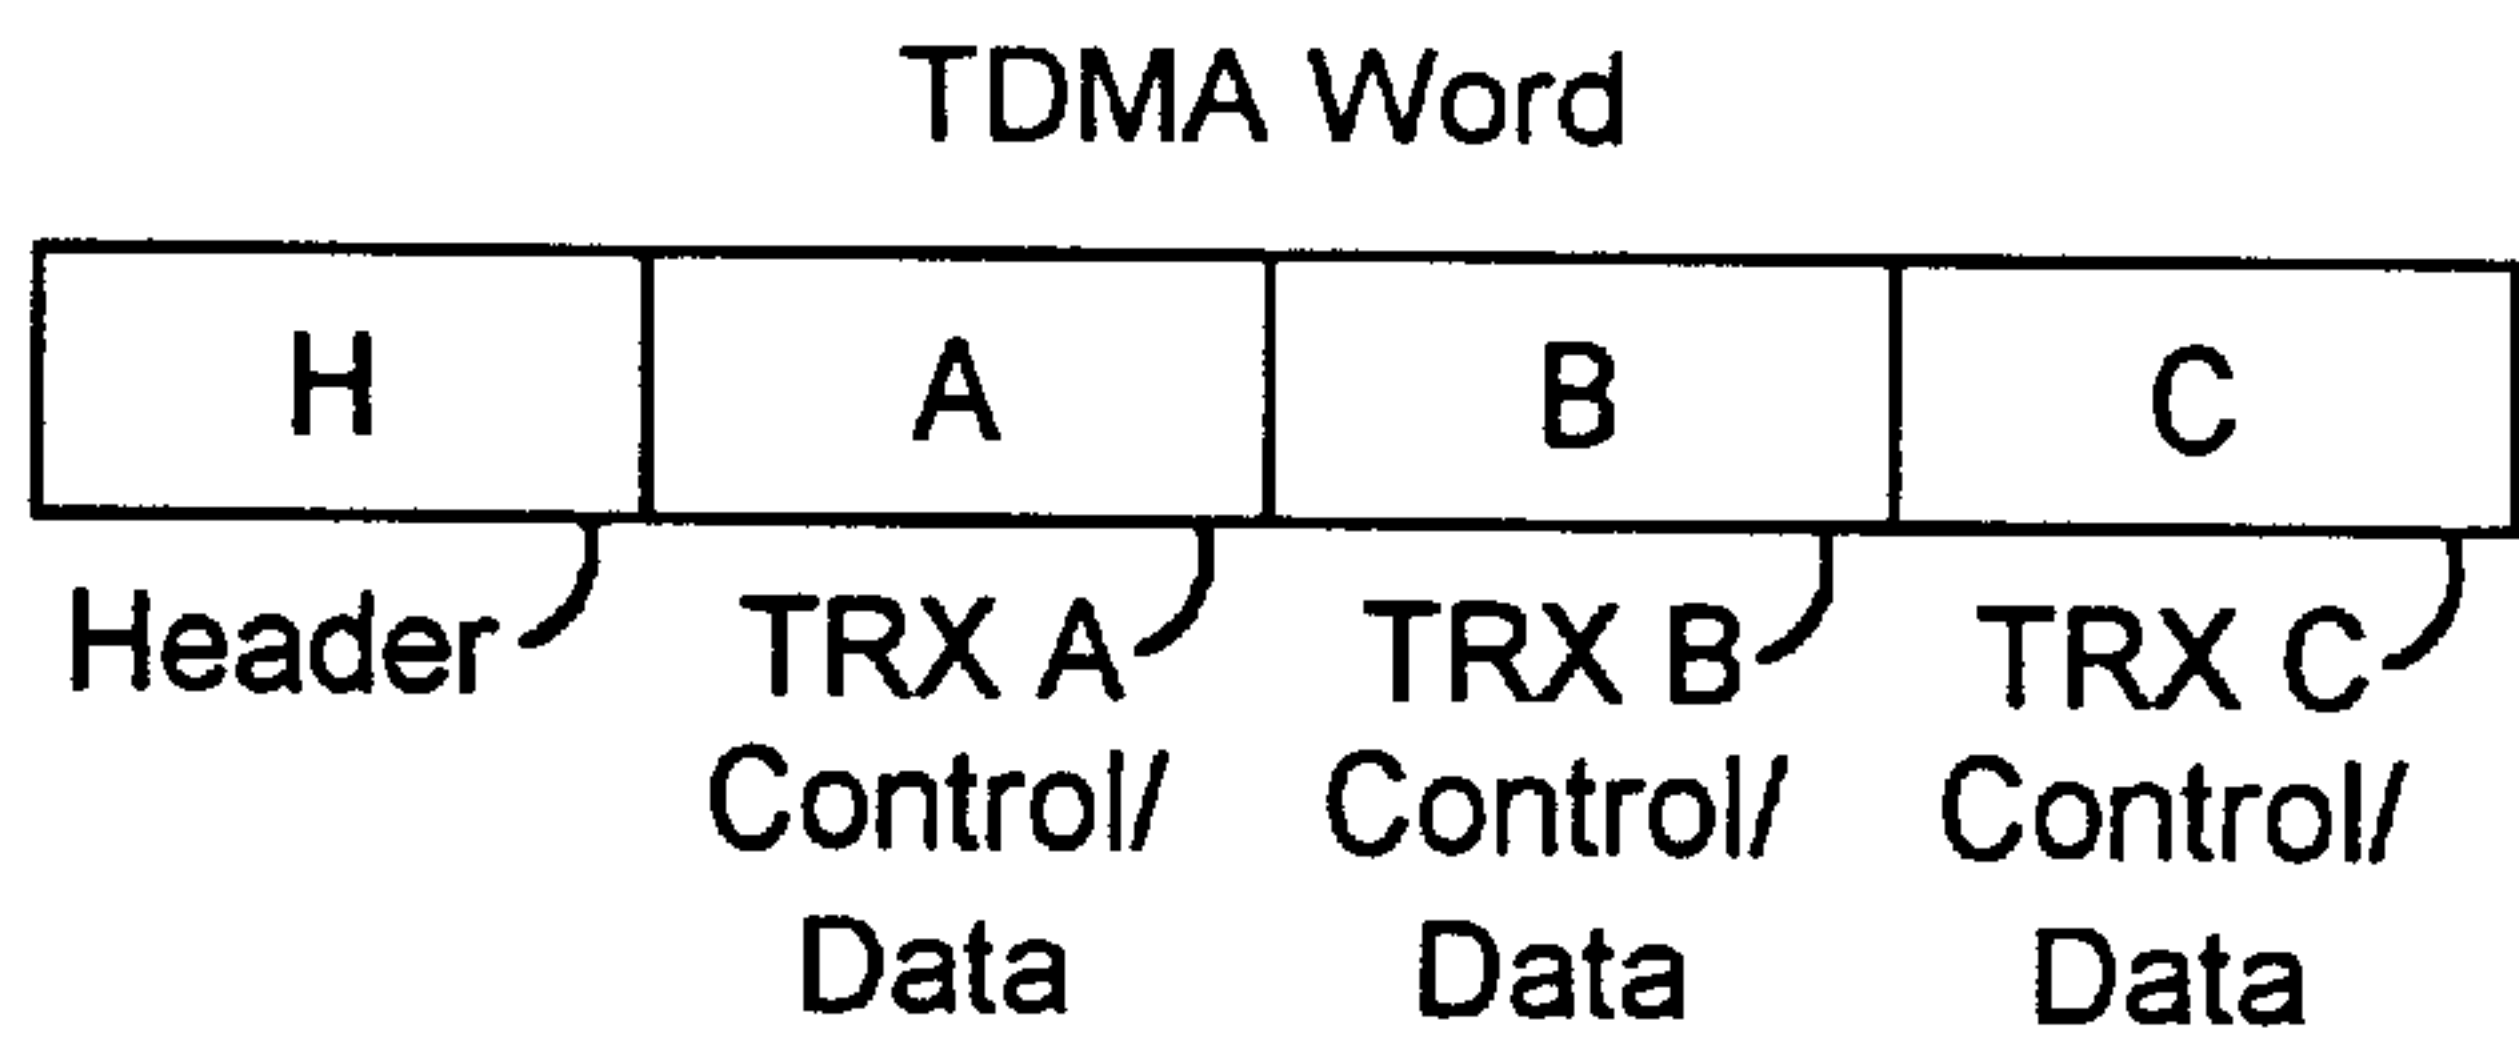 TDMA Word
H A B C
Header TRX A TRX B TRX C
Control/ Control/ Control/
Data Data Data